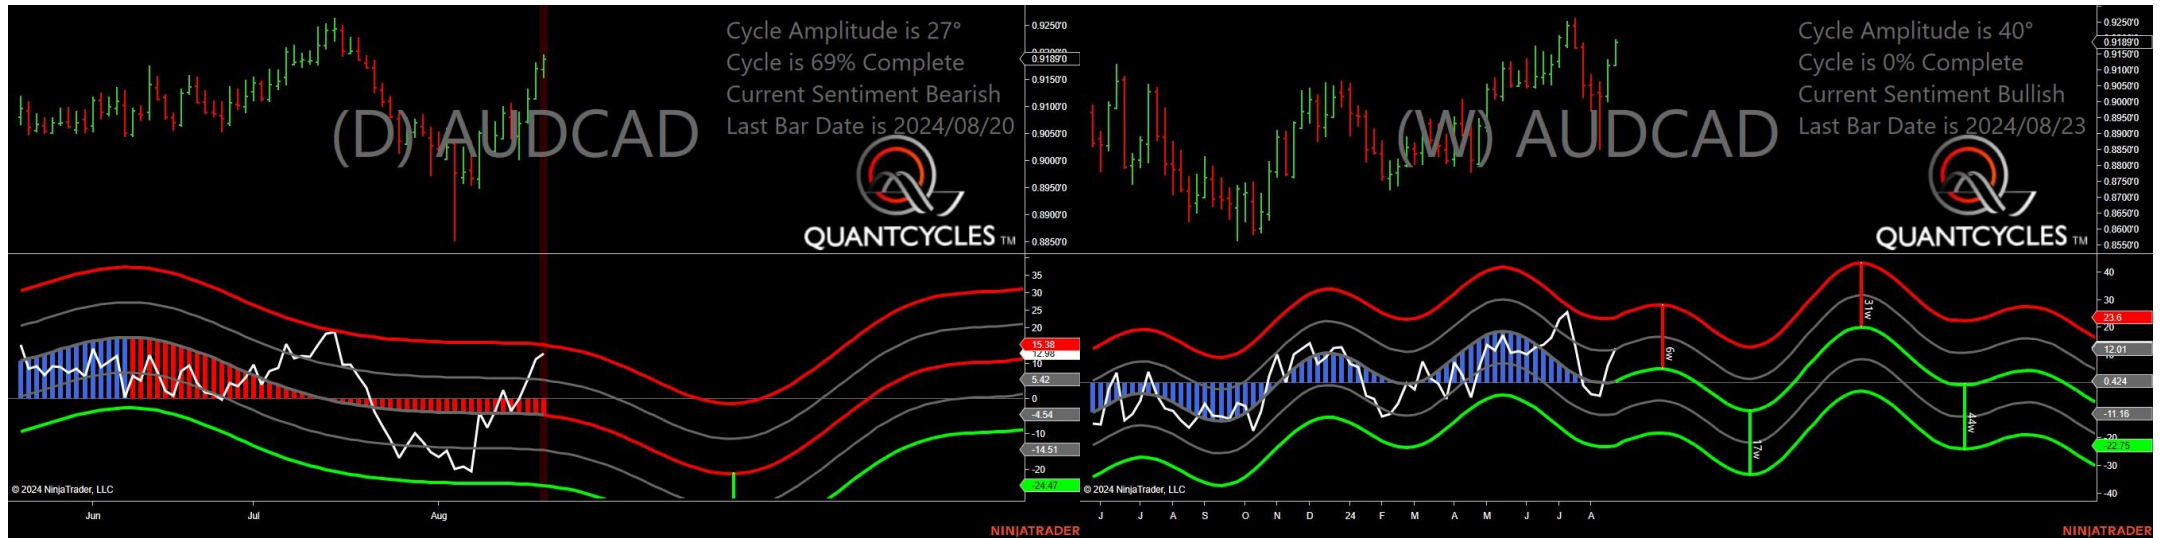 Cycle Amplitude is 27°
Cycle is 69% Complete
Current Sentiment Bearish
Last Bar Date is 2024/08/20
(D) AUDCAD
QUANTCYCLES TM
0.9250'0
0.9189'0
0.9150'0
0.9100'0
0.9050'0
0.9000'0
0.8950'0
0.8900'0
0.8850'0
35
30
25
20
15.38
12.98
10
5.42
0
-4.54
-10
-14.51
-20
-24.47
© 2024 NinjaTrader, LLC
Jun Jul Aug
NINJATRADER
Cycle Amplitude is 40°
Cycle is 0% Complete
Current Sentiment Bullish
Last Bar Date is 2024/08/23
(W) AUDCAD
QUANTCYCLES TM
0.9250'0
0.9189'0
0.9150'0
0.9100'0
0.9050'0
0.9000'0
0.8950'0
0.8900'0
0.8850'0
0.8800'0
0.8750'0
0.8700'0
0.8650'0
0.8600'0
0.8550'0
6w
17w
31w
44w
40
30
23.6
20
12.01
0.424
-11.16
-22.75
-30
-40
© 2024 NinjaTrader, LLC
J J A S O N D 24 F M A M J J A
NINJATRADER